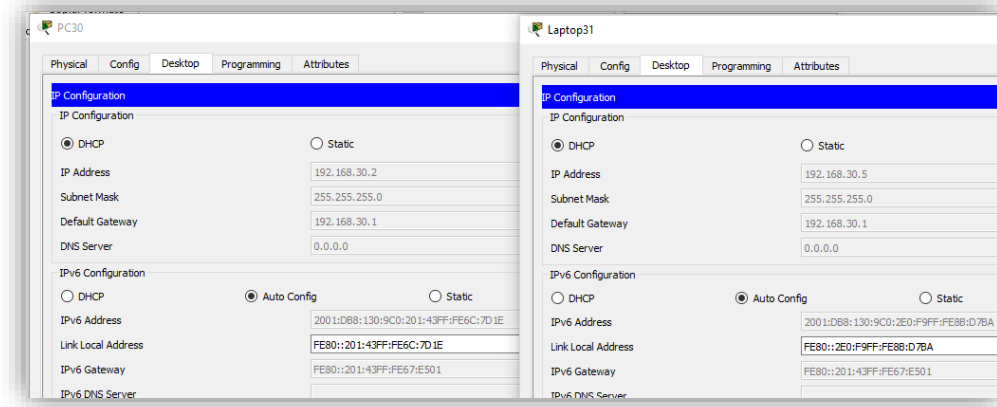 PC30
Physical Config Desktop Programming Attributes
IP Configuration
IP Configuration
DHCP Static
IP Address 192.168.30.2
Subnet Mask 255.255.255.0
Default Gateway 192.168.30.1
DNS Server 0.0.0.0
IPv6 Configuration
DHCP Auto Config Static
IPv6 Address 2001:DB8:130:9C0:201:43FF:FE6C:7D1E
Link Local Address FE80::201:43FF:FE6C:7D1E
IPv6 Gateway FE80::201:43FF:FE67:E501
IPv6 DNS Server
Laptop31
Physical Config Desktop Programming Attributes
IP Configuration
IP Configuration
DHCP Static
IP Address 192.168.30.5
Subnet Mask 255.255.255.0
Default Gateway 192.168.30.1
DNS Server 0.0.0.0
IPv6 Configuration
DHCP Auto Config Static
IPv6 Address 2001:DB8:130:9C0:2E0:F9FF:FE8B:D7BA
Link Local Address FE80::2E0:F9FF:FE8B:D7BA
IPv6 Gateway FE80::201:43FF:FE67:E501
IPv6 DNS Server